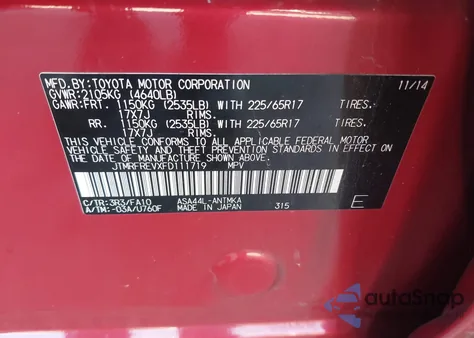 MFD.BY:TOYOTA MOTOR CORPORATION 11/14
GVWR:2105KG (4640LB)
GAWR:FRT. 1150KG (2535LB) WITH 225/65R17 TIRES.
17X7J RIMS.
RR. 1150KG (2535LB) WITH 225/65R17 TIRES.
17X7J RIMS.
THIS VEHICLE CONFORMS TO ALL APPLICABLE FEDERAL MOTOR
VEHICLE SAFETY AND THEFT PREVENTION STANDARDS IN
EFFECT ON THE DATE OF MANUFACTURE SHOWN ABOVE.
JTMRFREVXFD111719 MPV
C/TR:3R3/FA10 ASA44L-ANTMKA
A/TM:-03A/U760F MADE IN JAPAN 315 E
autoSnap